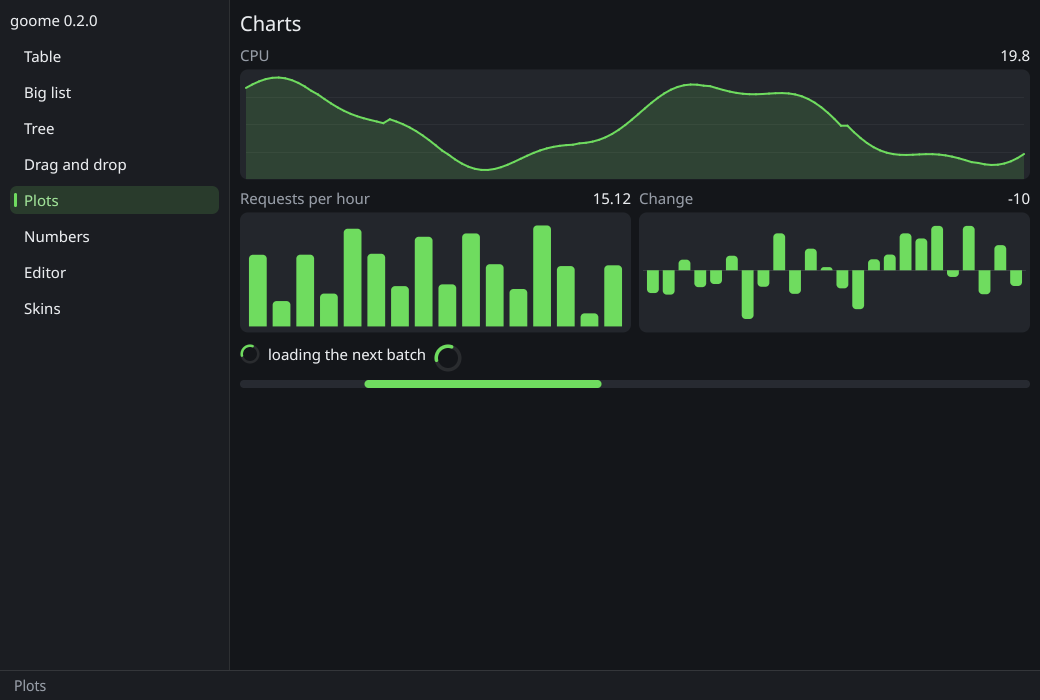 goome 0.2.0
Table
Big list
Tree
Drag and drop
Plots
Numbers
Editor
Skins
Charts
CPU 19.8
Requests per hour 15.12
Change -10
loading the next batch
Plots